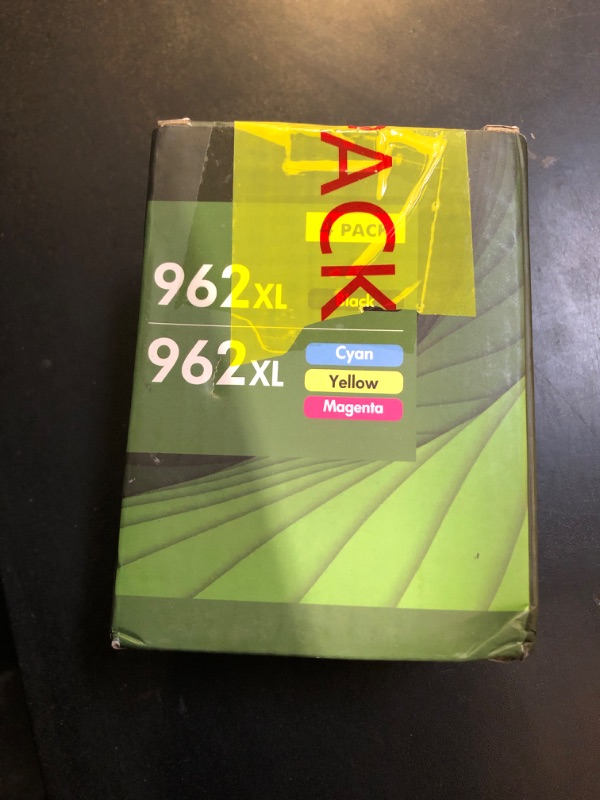 ACK
PACK
962XL
Black
962XL
Cyan
Yellow
Magenta